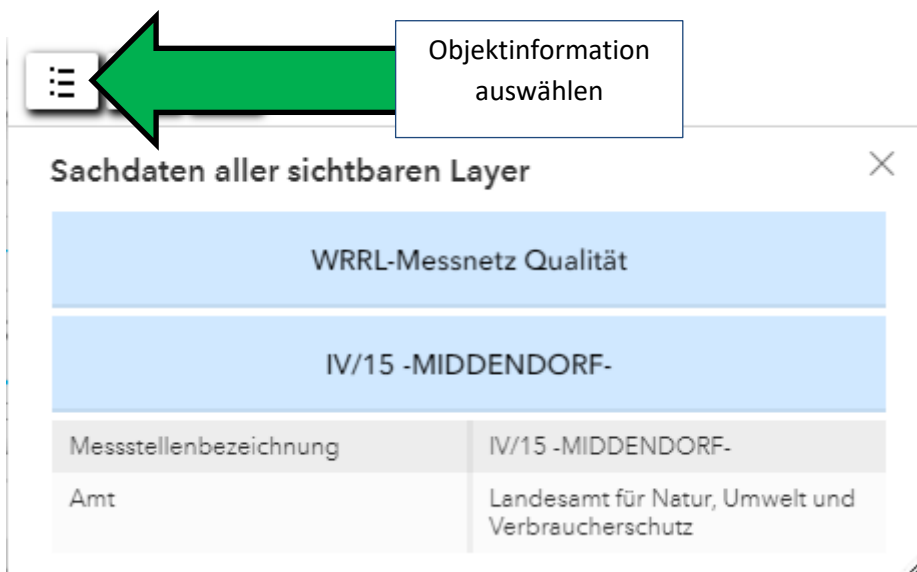 Objektinformation
auswählen
Sachdaten aller sichtbaren Layer
WRRL-Messnetz Qualität
IV/15 -MIDDENDORF-
Messstellenbezeichnung IV/15 -MIDDENDORF-
Amt Landesamt für Natur, Umwelt und
Verbraucherschutz